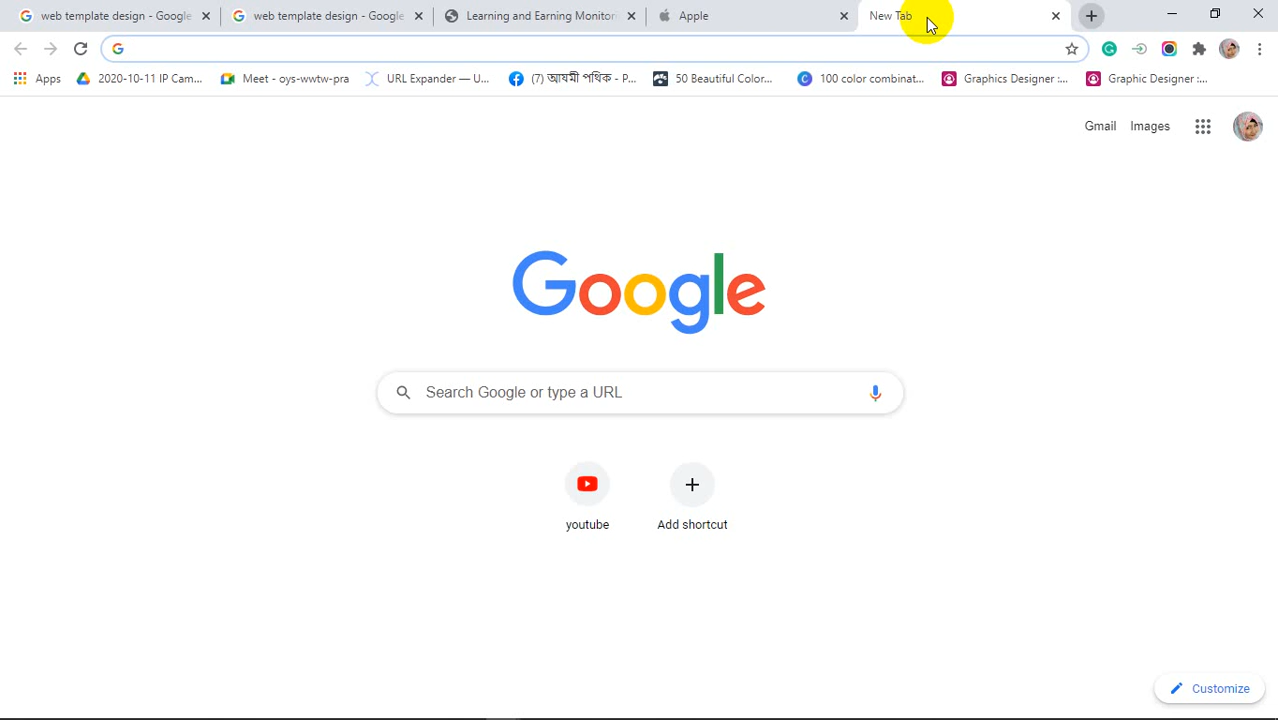 web template design - Google
web template design - Google
Learning and Earning Monitor
Apple
New Tab
Apps
2020-10-11 IP Cam...
Meet - oys-wwtw-pra
URL Expander — U...
(7) আযমী পথিক - P...
50 Beautiful Color...
100 color combinat...
Graphics Designer :...
Graphic Designer :...
Gmail
Images
Google
Search Google or type a URL
youtube
Add shortcut
Customize